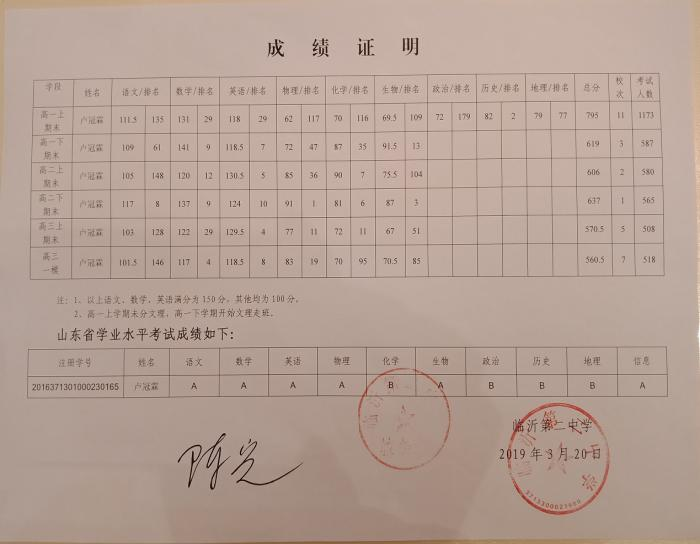 成 绩 证 明
学段 姓名 语文/排名 数学/排名 英语/排名 物理/排名 化学/排名 生物/排名 政治/排名 历史/排名 地理/排名 总分 校次 考试人数
高一上期末 卢冠霖 111.5 135 131 29 118 29 62 117 70 116 69.5 109 72 179 82 2 79 77 795 11 1173
高一下期末 卢冠霖 109 61 141 9 118.5 7 72 47 87 35 91.5 13 619 3 587
高二上期末 卢冠霖 105 148 120 12 130.5 5 85 36 90 7 75.5 104 606 2 580
高二下期末 卢冠霖 117 8 137 9 124 10 91 1 81 6 87 3 637 1 565
高三上期末 卢冠霖 103 128 122 29 129.5 4 77 11 72 11 67 51 570.5 5 508
高三一模 卢冠霖 101.5 146 117 4 118.5 8 83 19 70 95 70.5 85 560.5 7 518
注：1、以上语文、数学、英语满分为150分，其他均为100分。
2、高一上学期未分文理，高一下学期开始文理走班。
山东省学业水平考试成绩如下：
注册学号 姓名 语文 数学 英语 物理 化学 生物 政治 历史 地理 信息
2016371301000230165 卢冠霖 A A A A B A B B B A
临沂第二中学
2019 年 3 月 20 日